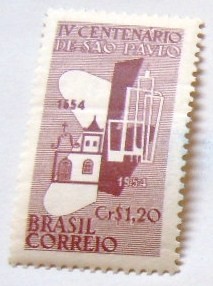 IV CENTENARIO
DE SÃO PAULO
1554
1954
Cr$1,20
BRASIL
CORREIO